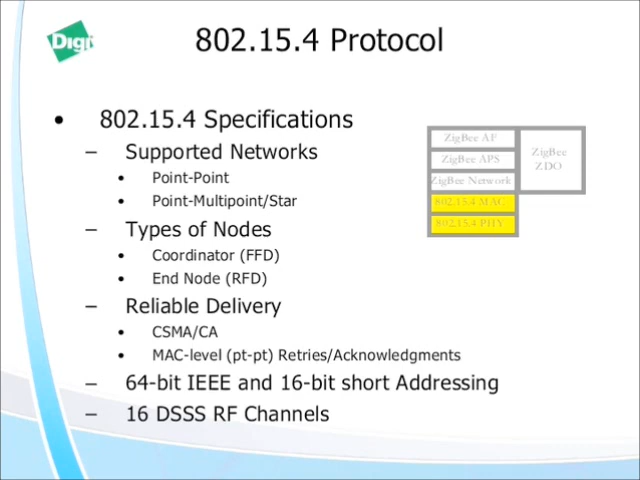 Digi
802.15.4 Protocol
• 802.15.4 Specifications
– Supported Networks
• Point-Point
• Point-Multipoint/Star
– Types of Nodes
• Coordinator (FFD)
• End Node (RFD)
– Reliable Delivery
• CSMA/CA
• MAC-level (pt-pt) Retries/Acknowledgments
– 64-bit IEEE and 16-bit short Addressing
– 16 DSSS RF Channels
ZigBee AF
ZigBee APS
ZigBee Network
802.15.4 MAC
802.15.4 PHY
ZigBee
ZDO